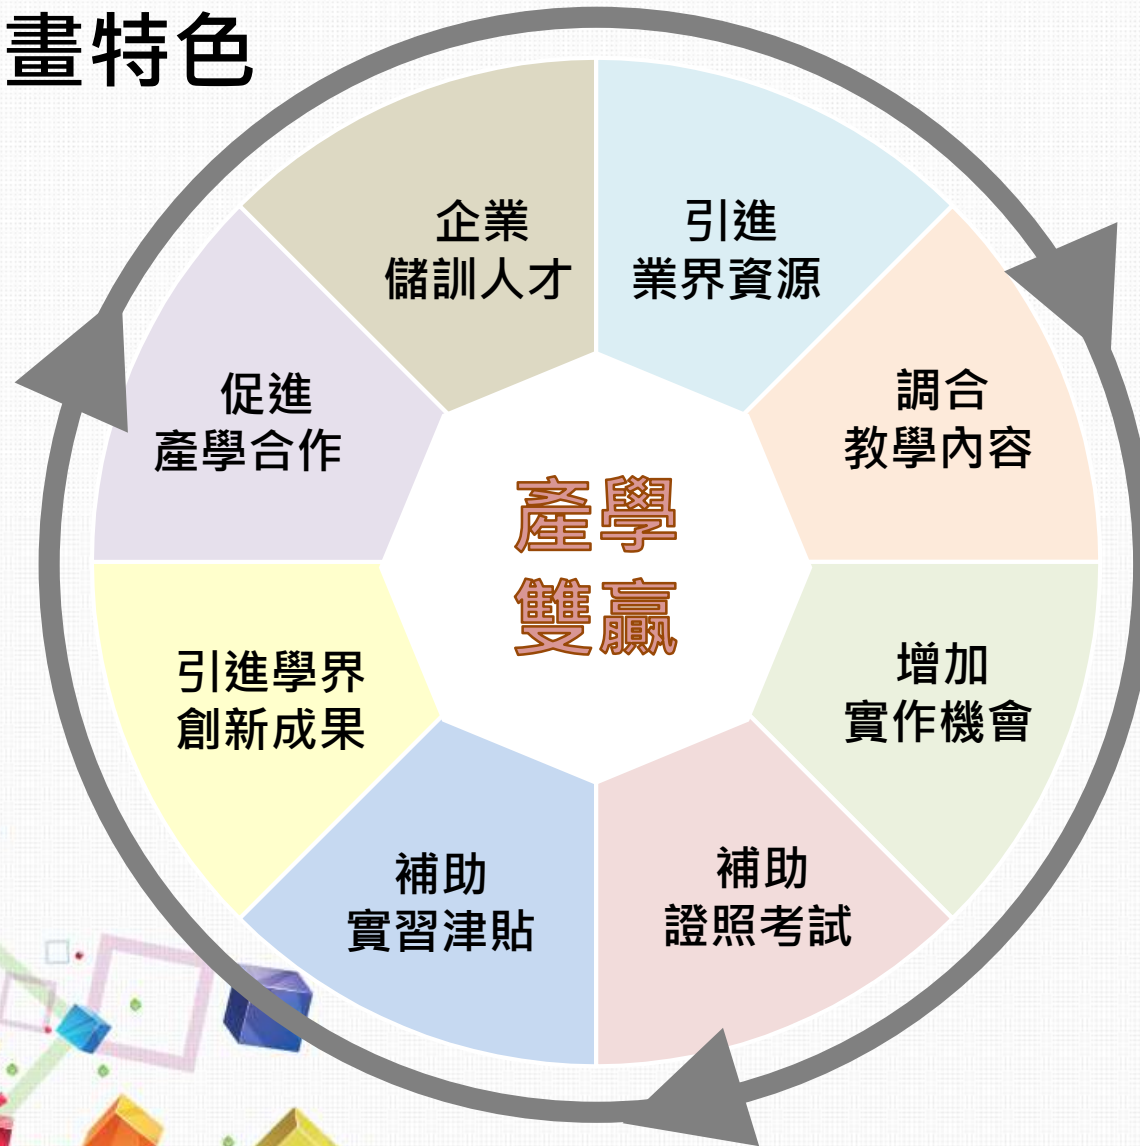 畫特色
企業
儲訓人才
引進
業界資源
調合
教學內容
增加
實作機會
補助
證照考試
補助
實習津貼
引進學界
創新成果
促進
產學合作
產學
雙贏